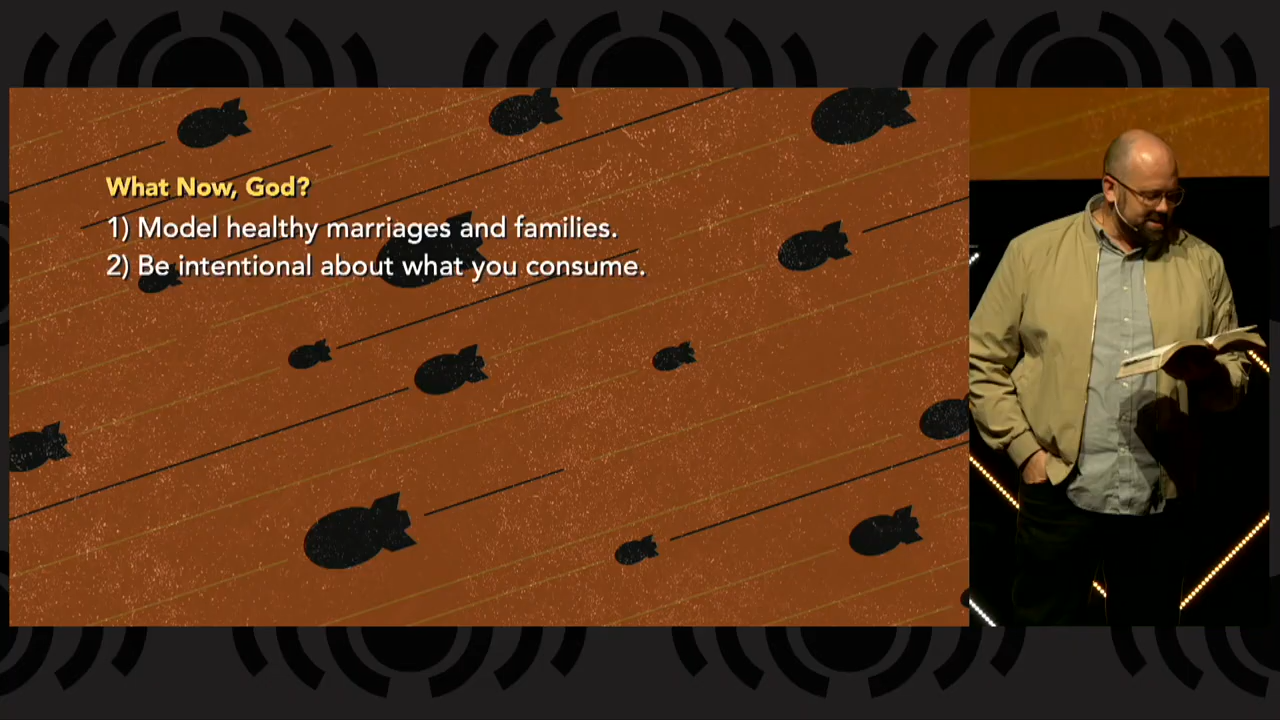 What Now, God?
1) Model healthy marriages and families.
2) Be intentional about what you consume.